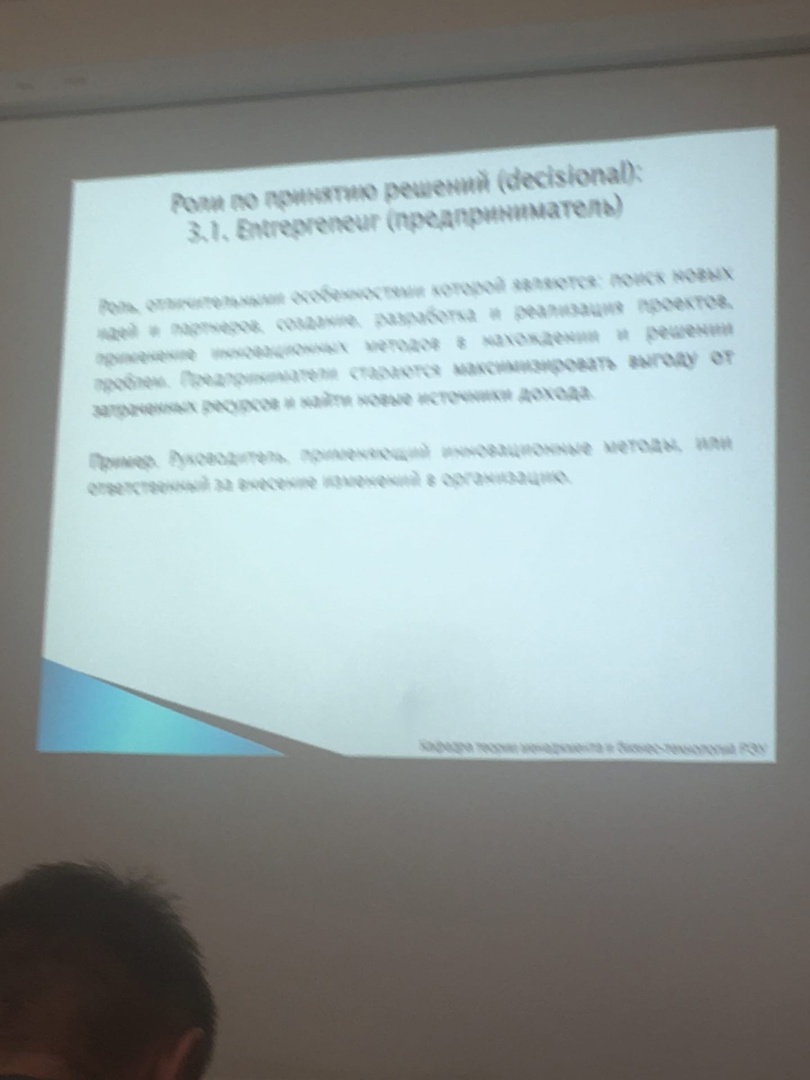 Роли по принятию решений (decisional):
3.1. Entrepreneur (предприниматель)
Роль, отличительными особенностями которой являются: поиск новых
идей и партнеров, создание, разработка и реализация проектов,
применение инновационных методов в нахождении и решении
проблем. Предприниматели стараются максимизировать выгоду от
затраченных ресурсов и найти новые источники дохода.
Пример. Руководитель, применяющий инновационные методы, или
ответственный за внесение изменений в организацию.
Кафедра теории менеджмента и бизнес-технологий РЭУ